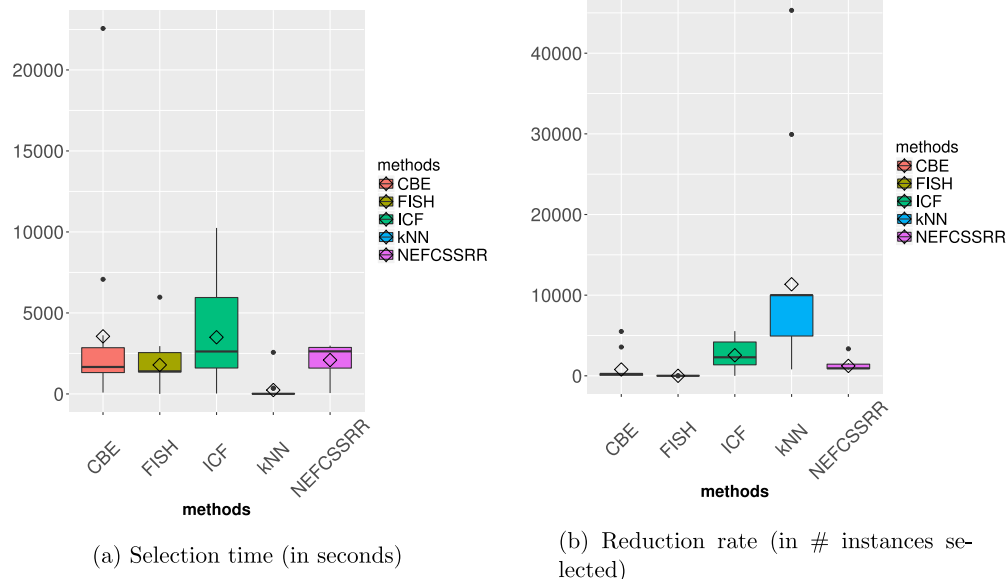 20000
15000
10000
5000
0
CBE
FISH
ICF
kNN
NEFCSSRR
methods
methods
CBE
FISH
ICF
kNN
NEFCSSRR
(a) Selection time (in seconds)
40000
30000
20000
10000
0
CBE
FISH
ICF
kNN
NEFCSSRR
methods
methods
CBE
FISH
ICF
kNN
NEFCSSRR
(b) Reduction rate (in # instances se-
lected)